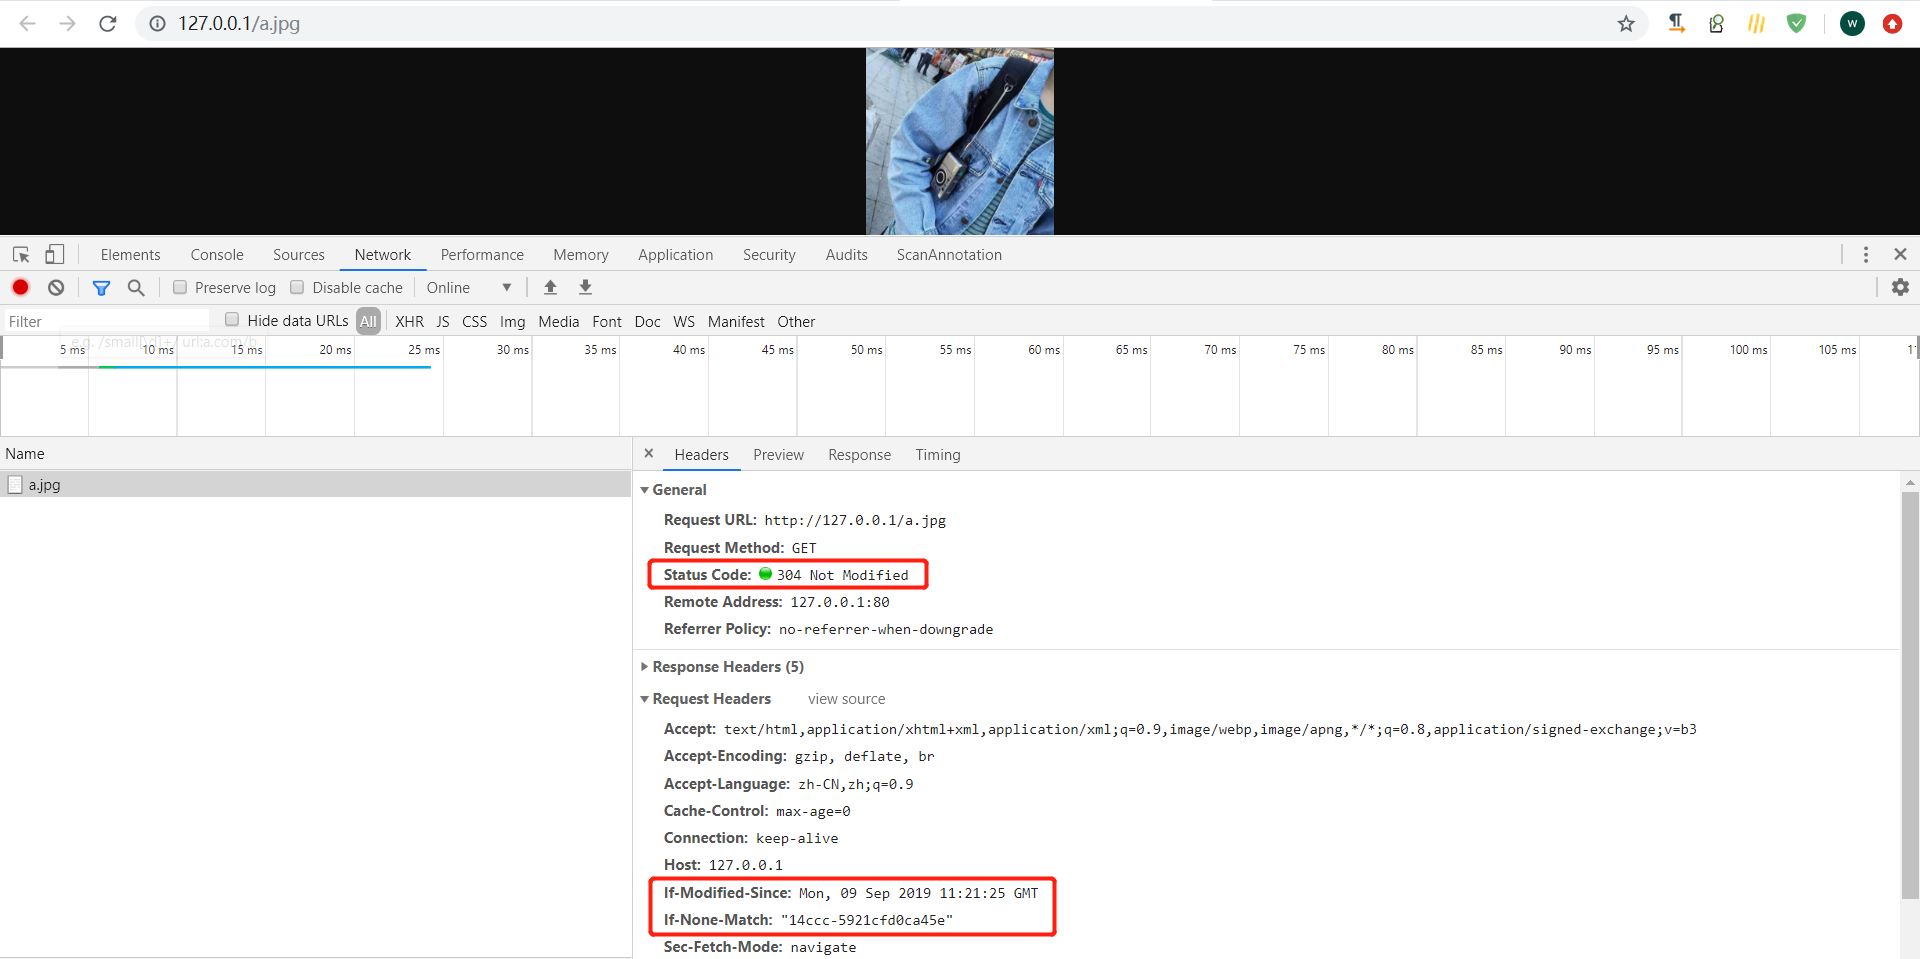 127.0.0.1/a.jpg
W
Elements Console Sources Network Performance Memory Application Security Audits ScanAnnotation
Preserve log Disable cache Online
Filter Hide data URLs All XHR JS CSS Img Media Font Doc WS Manifest Other
e.g. /small[\d]+/ url:a.com/b
5 ms 10 ms 15 ms 20 ms 25 ms 30 ms 35 ms 40 ms 45 ms 50 ms 55 ms 60 ms 65 ms 70 ms 75 ms 80 ms 85 ms 90 ms 95 ms 100 ms 105 ms
Name
Headers Preview Response Timing
a.jpg
General
Request URL: http://127.0.0.1/a.jpg
Request Method: GET
Status Code: 304 Not Modified
Remote Address: 127.0.0.1:80
Referrer Policy: no-referrer-when-downgrade
Response Headers (5)
Request Headers view source
Accept: text/html,application/xhtml+xml,application/xml;q=0.9,image/webp,image/apng,*/*;q=0.8,application/signed-exchange;v=b3
Accept-Encoding: gzip, deflate, br
Accept-Language: zh-CN,zh;q=0.9
Cache-Control: max-age=0
Connection: keep-alive
Host: 127.0.0.1
If-Modified-Since: Mon, 09 Sep 2019 11:21:25 GMT
If-None-Match: "14ccc-5921cfd0ca45e"
Sec-Fetch-Mode: navigate